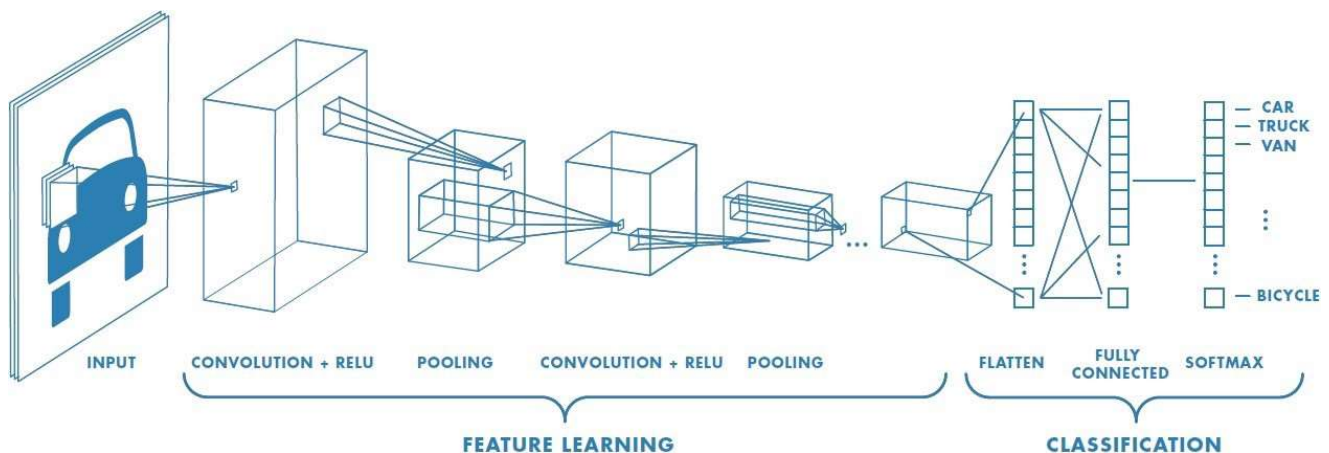 CAR
TRUCK
VAN
BICYCLE
INPUT
CONVOLUTION + RELU
POOLING
CONVOLUTION + RELU
POOLING
FLATTEN
FULLY
CONNECTED
SOFTMAX
FEATURE LEARNING
CLASSIFICATION